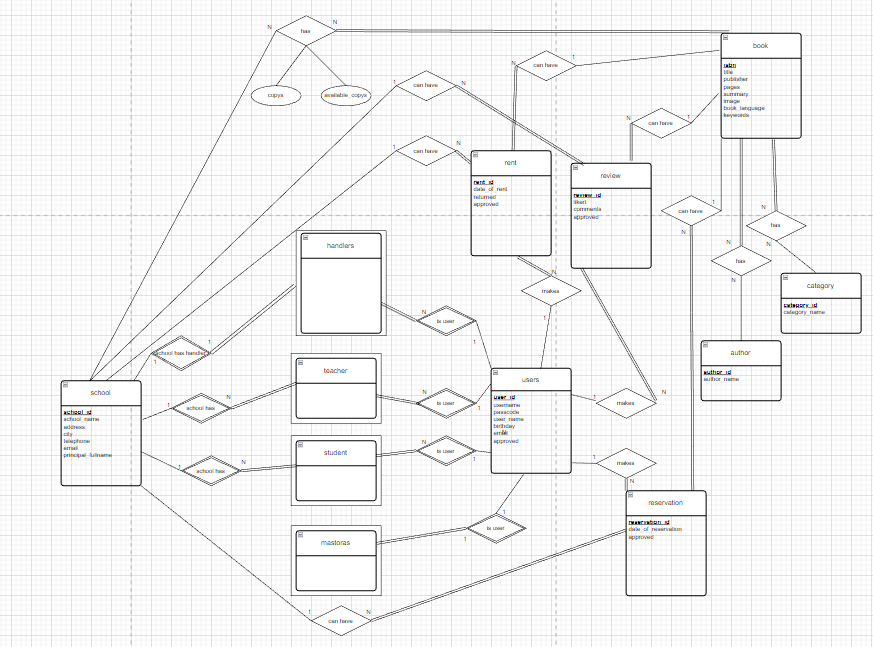 N
has
N
copys
available_copys
book
isbn
title
publisher
pages
summary
image
book_language
keywords
N
can have
1
1
can have
N
N
can have
1
1
can have
N
rent
rent_id
date_of_rent
returned
approved
review
review_id
likert
comments
approved
can have
1
N
N
has
N
N
has
N
category
category_id
category_name
author
author_id
author_name
handlers
N
makes
1
N
is user
1
school has handler
1
1
teacher
school
school_id
school_name
address
city
telephone
email
principal_fullname
1
school has
N
N
is user
1
users
user_id
username
passcode
user_name
birthday
email
approved
1
makes
N
student
1
school has
N
N
is user
1
1
makes
N
reservation
reservation_id
date_of_reservation
approved
mastoras
1
is user
1
1
can have
N